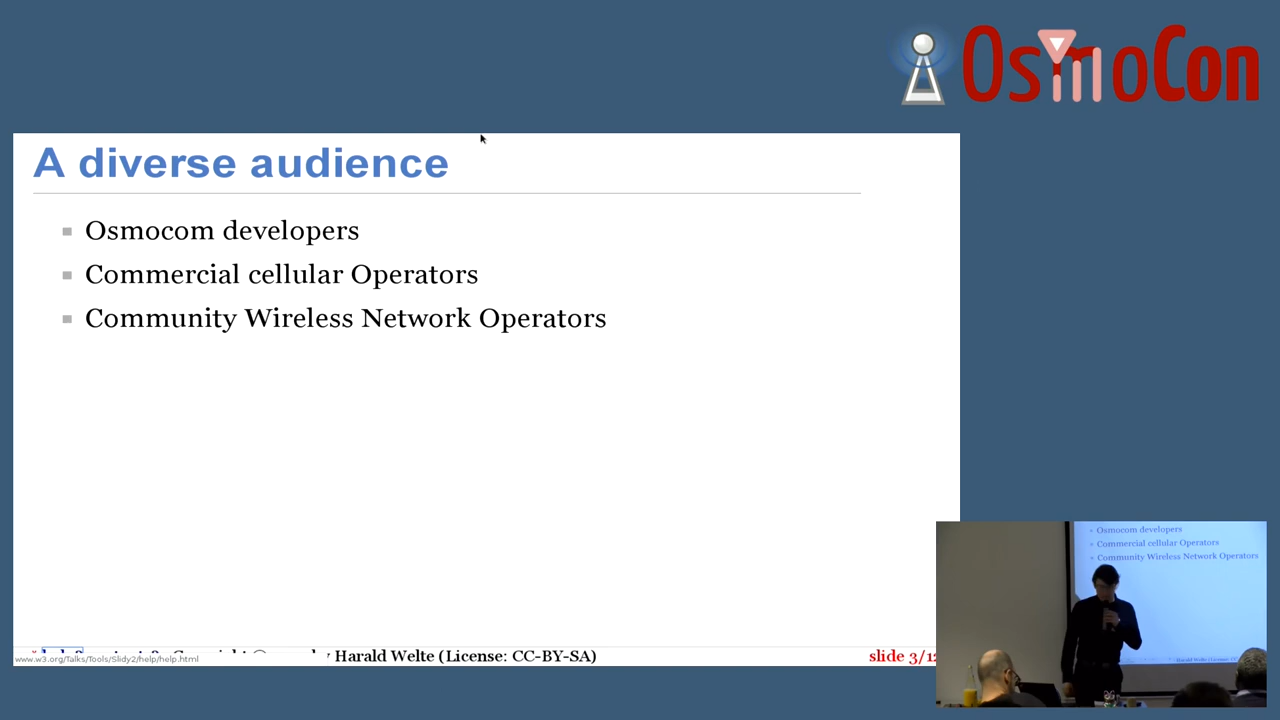 OsmoCon
A diverse audience
Osmocom developers
Commercial cellular Operators
Community Wireless Network Operators
Harald Welte (License: CC-BY-SA)
slide 3/12
www.w3.org/Talks/Tools/Slidy2/help/help.html
Osmocom developers
Commercial cellular Operators
Community Wireless Network Operators